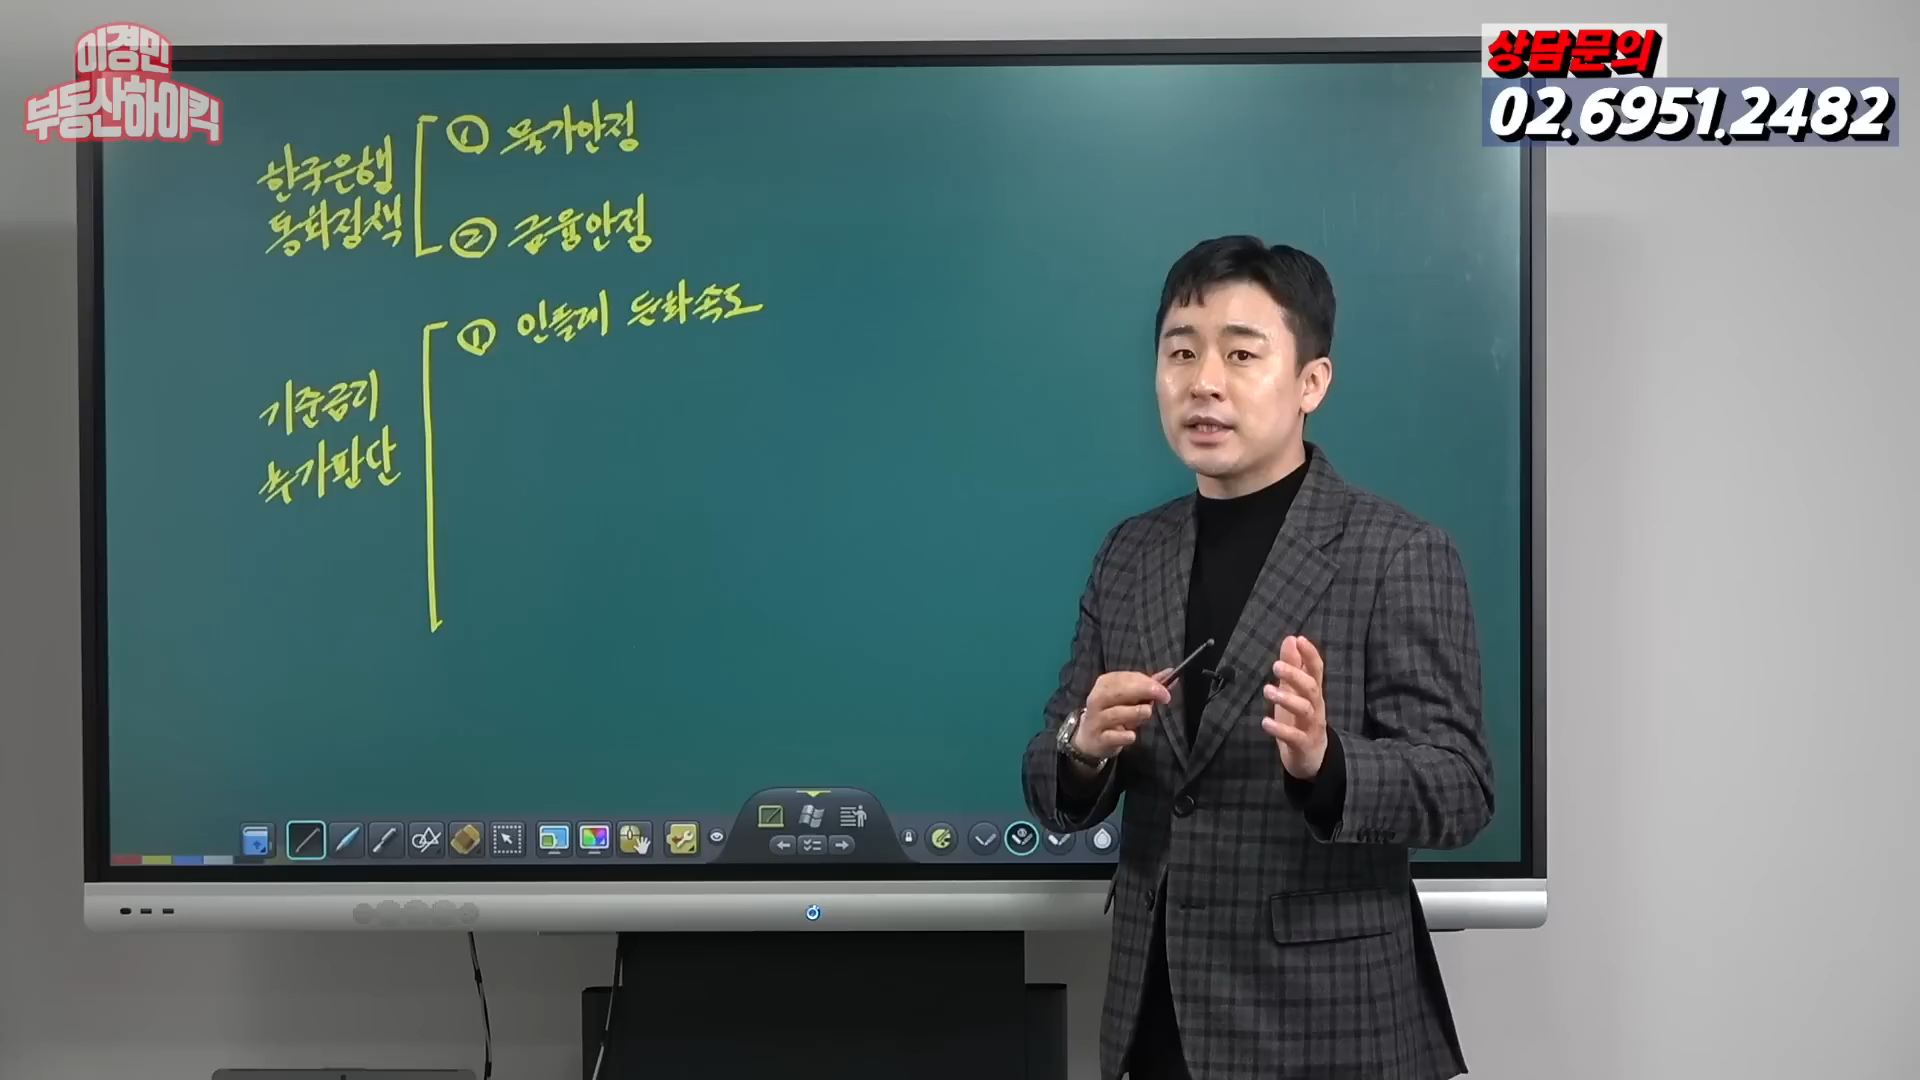 이경민
부동산하이킥
상담문의
02.6951.2482
한국은행
통화정책
① 물가안정
② 금융안정
기준금리
추가판단
① 인플레 둔화속도